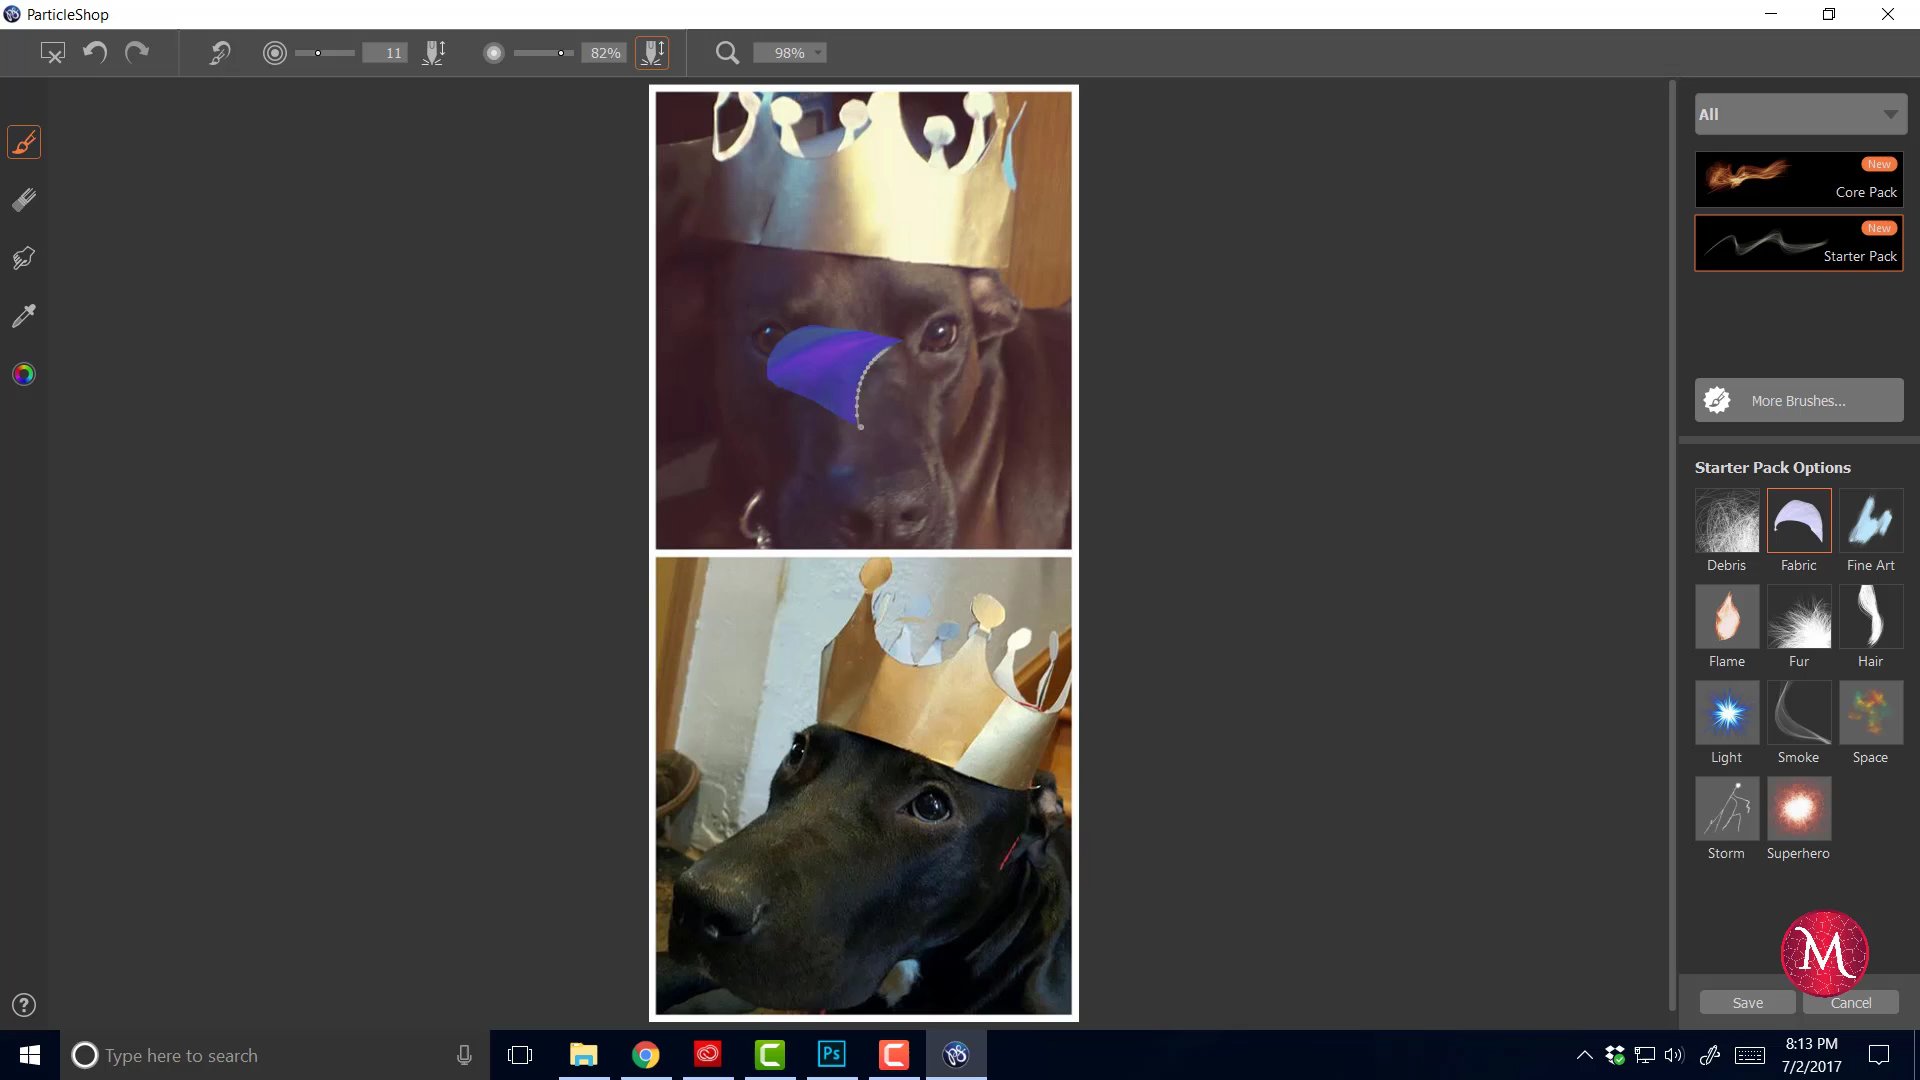 ParticleShop
11
82%
98%
All
New
Core Pack
New
Starter Pack
More Brushes...
Starter Pack Options
Debris
Fabric
Fine Art
Flame
Fur
Hair
Light
Smoke
Space
Storm
Superhero
M
Save
Cancel
Type here to search
Ps
8:13 PM
7/2/2017